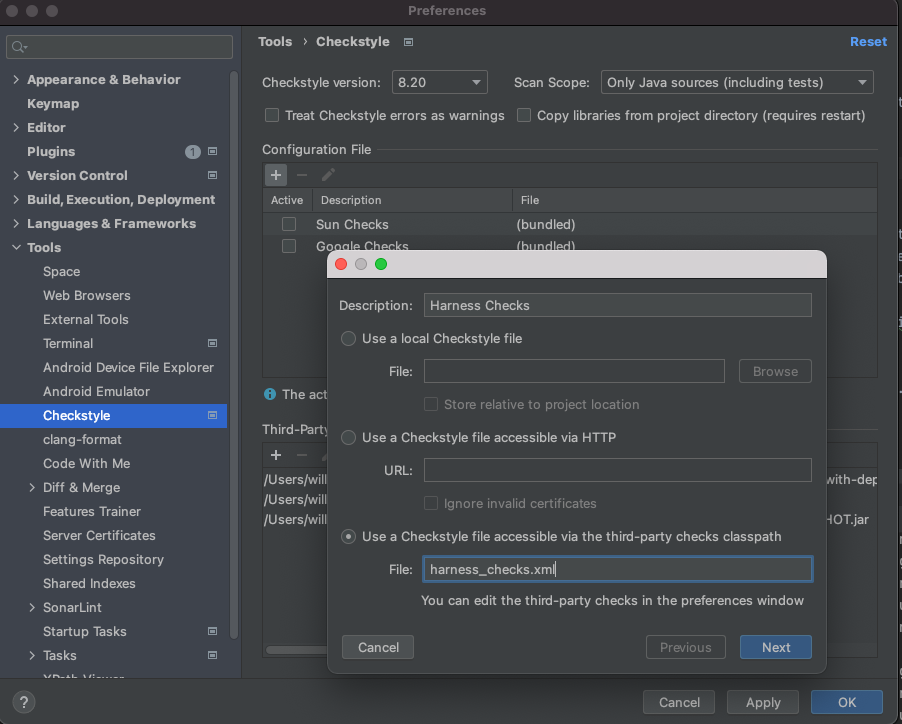 Preferences
Tools › Checkstyle
Reset
Appearance & Behavior
Keymap
Editor
Plugins 1
Version Control
Build, Execution, Deployment
Languages & Frameworks
Tools
Space
Web Browsers
External Tools
Terminal
Android Device File Explorer
Android Emulator
Checkstyle
clang-format
Code With Me
Diff & Merge
Features Trainer
Server Certificates
Settings Repository
Shared Indexes
SonarLint
Startup Tasks
Tasks
XPath Viewer
Checkstyle version: 8.20 Scan Scope: Only Java sources (including tests)
Treat Checkstyle errors as warnings Copy libraries from project directory (requires restart)
Configuration File
Active Description File
Sun Checks (bundled)
Google Checks (bundled)
The act
Third-Party
/Users/will with-dep
/Users/will
/Users/will HOT.jar
Description: Harness Checks
Use a local Checkstyle file
File: Browse
Store relative to project location
Use a Checkstyle file accessible via HTTP
URL:
Ignore invalid certificates
Use a Checkstyle file accessible via the third-party checks classpath
File: harness_checks.xml
You can edit the third-party checks in the preferences window
Cancel Previous Next
? Cancel Apply OK